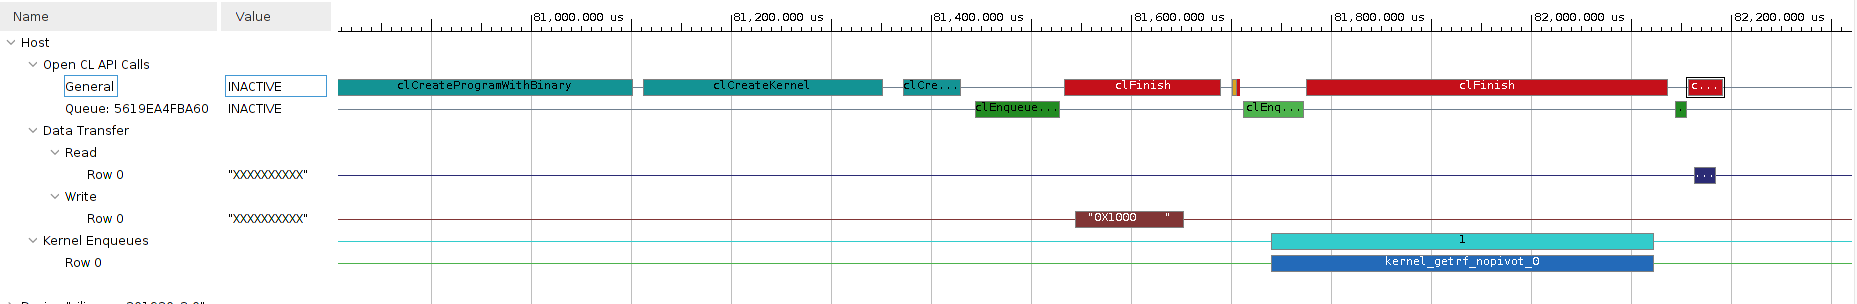 Name Value 81,000.000 us 81,200.000 us 81,400.000 us 81,600.000 us 81,800.000 us 82,000.000 us 82,200.000 us
Host
Open CL API Calls
General INACTIVE clCreateProgramWithBinary clCreateKernel clCre... clFinish clFinish c...
Queue: 5619EA4FBA60 INACTIVE clEnqueue... clEnq... .
Data Transfer
Read
Row 0 "XXXXXXXXXX" ...
Write
Row 0 "XXXXXXXXXX" "0X1000 "
Kernel Enqueues 1
Row 0 kernel_getrf_nopivot_0